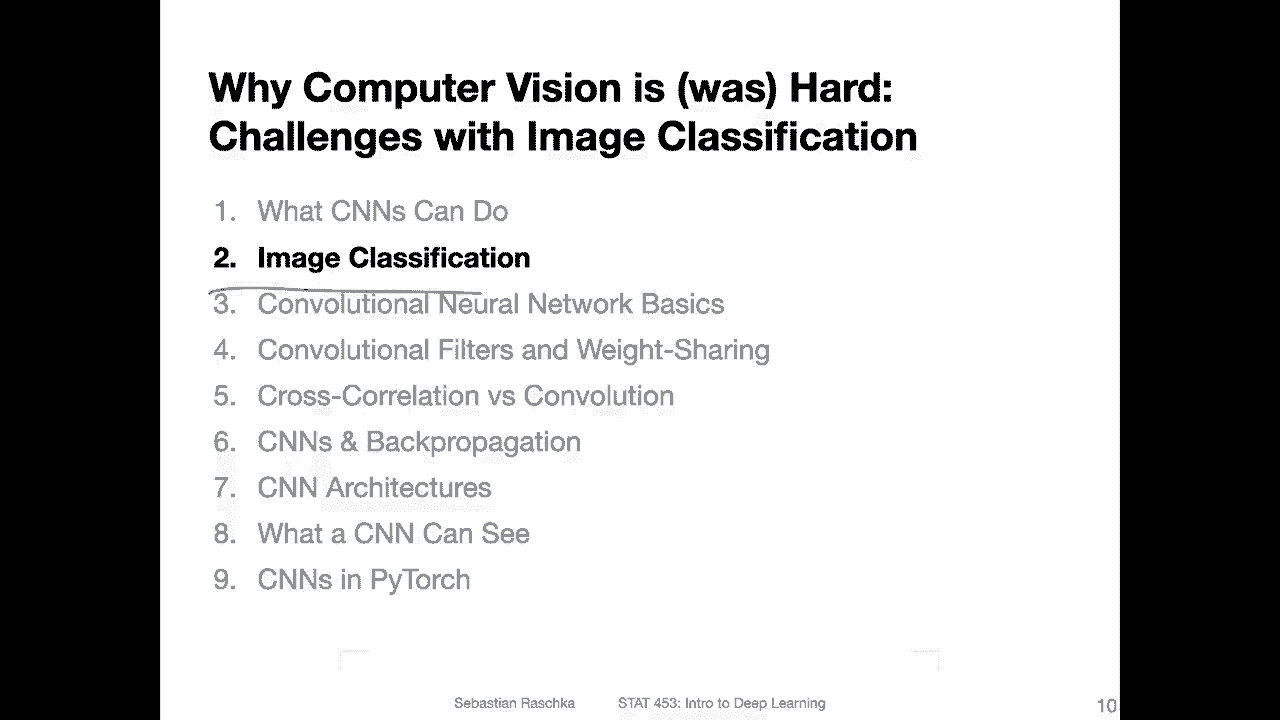 Why Computer Vision is (was) Hard:
Challenges with Image Classification
1. What CNNs Can Do
2. Image Classification
3. Convolutional Neural Network Basics
4. Convolutional Filters and Weight-Sharing
5. Cross-Correlation vs Convolution
6. CNNs & Backpropagation
7. CNN Architectures
8. What a CNN Can See
9. CNNs in PyTorch
Sebastian Raschka STAT 453: Intro to Deep Learning 10